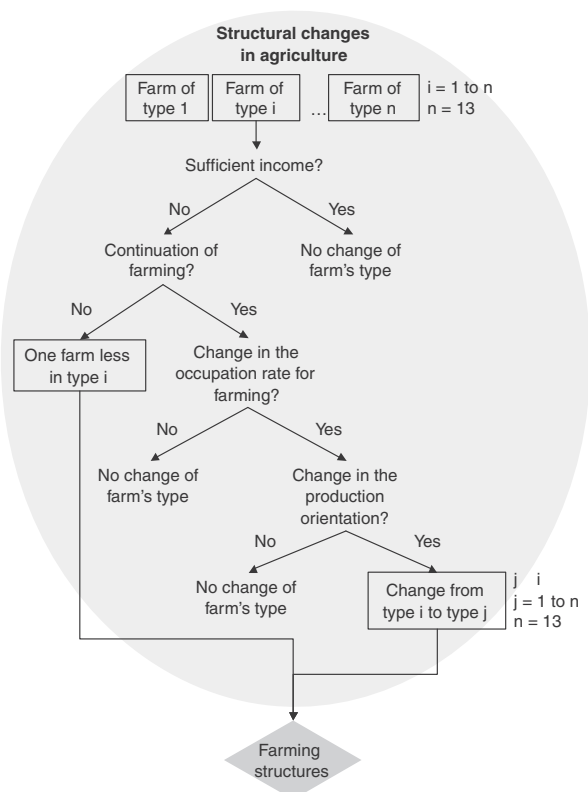 Structural changes
in agriculture
Farm of
type 1
Farm of
type i
...
Farm of
type n
i = 1 to n
n = 13
Sufficient income?
No
Yes
Continuation of
farming?
No change of
farm's type
No
Yes
One farm less
in type i
Change in the
occupation rate for
farming?
No
Yes
No change of
farm's type
Change in the
production
orientation?
No
Yes
No change of
farm's type
Change from
type i to type j
j i
j = 1 to n
n = 13
Farming
structures